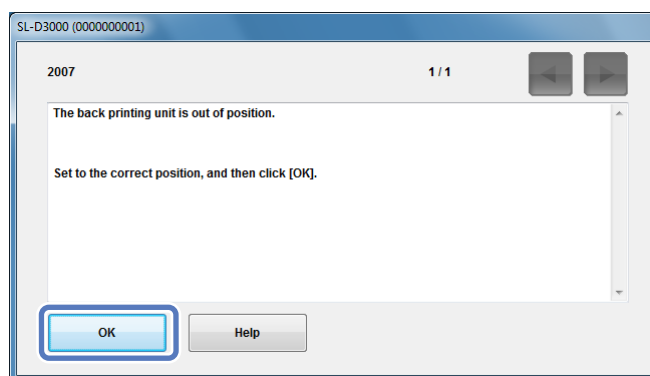 SL-D3000 (0000000001)
2007 1 / 1
The back printing unit is out of position.
Set to the correct position, and then click [OK].
OK Help